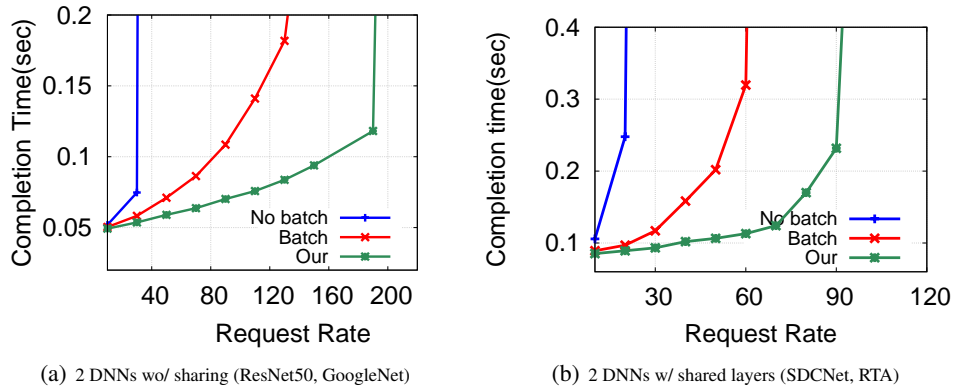 0.2
0.15
0.1
0.05
Completion Time(sec)
No batch
Batch
Our
40 80 120 160 200
Request Rate
(a) 2 DNNs wo/ sharing (ResNet50, GoogleNet)
0.4
0.3
0.2
0.1
Completion time(sec)
No batch
Batch
Our
30 60 90 120
Request Rate
(b) 2 DNNs w/ shared layers (SDCNet, RTA)